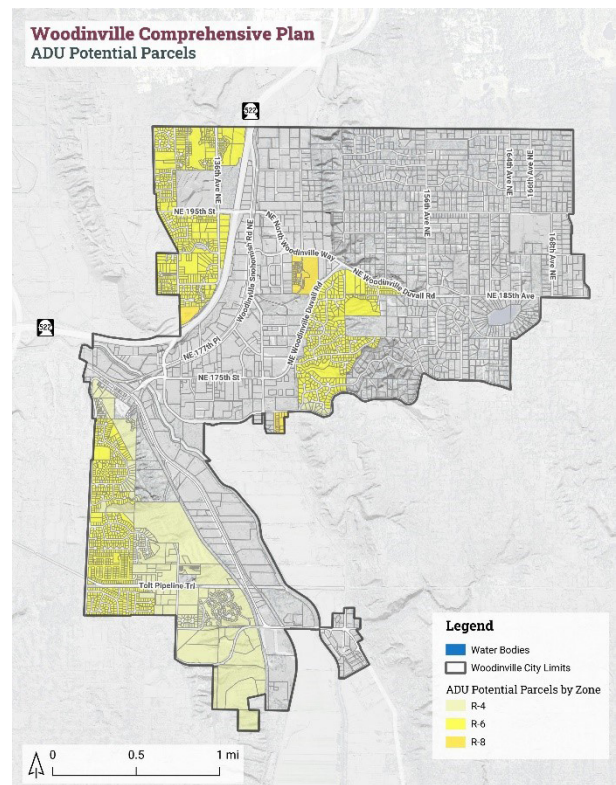 Woodinville Comprehensive Plan
ADU Potential Parcels
522
136th Ave NE
NE 195th St
Woodinville Snohomish Rd NE
NE North Woodinville Way
156th Ave NE
164th Ave NE
166th Ave NE
168th Ave NE
NE Woodinville Duvall Rd
NE 185th Ave
NE Woodinville Duvall Rd
522
NE 177th Pl
NE 175th St
Tolt Pipeline Trl
Legend
Water Bodies
Woodinville City Limits
ADU Potential Parcels by Zone
R-4
R-6
R-8
0 0.5 1 mi